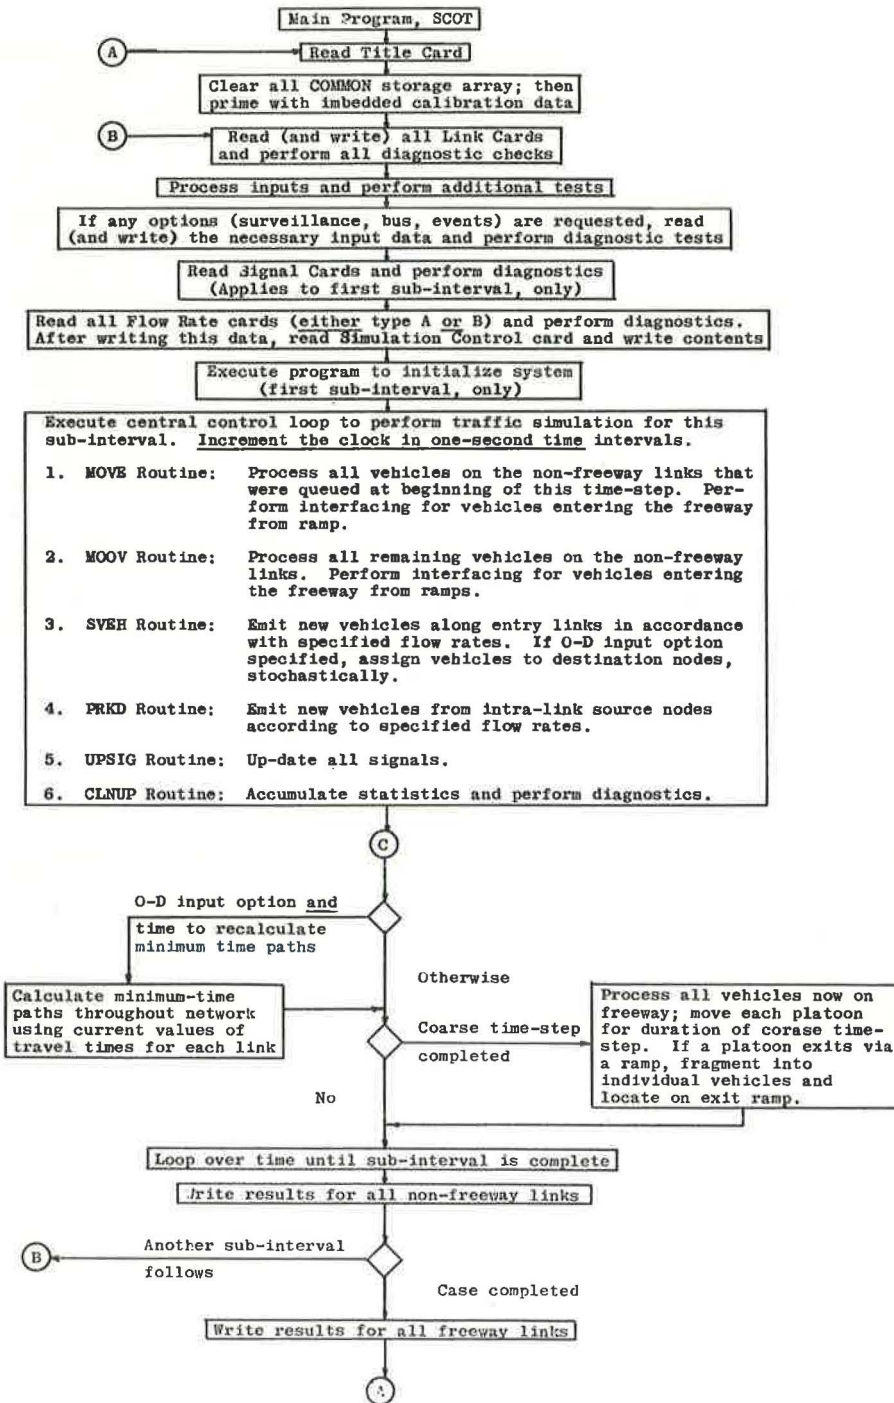 Main Program, SCOT
A
Read Title Card
Clear all COMMON storage array; then
prime with imbedded calibration data
B
Read (and write) all Link Cards
and perform all diagnostic checks
Process inputs and perform additional tests
If any options (surveillance, bus, events) are requested, read
(and write) the necessary input data and perform diagnostic tests
Read Signal Cards and perform diagnostics
(Applies to first sub-interval, only)
Read all Flow Rate cards (either type A or B) and perform diagnostics.
After writing this data, read Simulation Control card and write contents
Execute program to initialize system
(first sub-interval, only)
Execute central control loop to perform traffic simulation for this
sub-interval. Increment the clock in one-second time intervals.
1. MOVE Routine: Process all vehicles on the non-freeway links that
were queued at beginning of this time-step. Per-
form interfacing for vehicles entering the freeway
from ramp.
2. MOOV Routine: Process all remaining vehicles on the non-freeway
links. Perform interfacing for vehicles entering
the freeway from ramps.
3. SVEH Routine: Emit new vehicles along entry links in accordance
with specified flow rates. If O-D input option
specified, assign vehicles to destination nodes,
stochastically.
4. PRKD Routine: Emit new vehicles from intra-link source nodes
according to specified flow rates.
5. UPSIG Routine: Up-date all signals.
6. CLNUP Routine: Accumulate statistics and perform diagnostics.
C
O-D input option and
time to recalculate
minimum time paths
Otherwise
Calculate minimum-time
paths throughout network
using current values of
travel times for each link
Coarse time-step
completed
Process all vehicles now on
freeway; move each platoon
for duration of corase time-
step. If a platoon exits via
a ramp, fragment into
individual vehicles and
locate on exit ramp.
No
Loop over time until sub-interval is complete
Write results for all non-freeway links
B
Another sub-interval
follows
Case completed
Write results for all freeway links
A